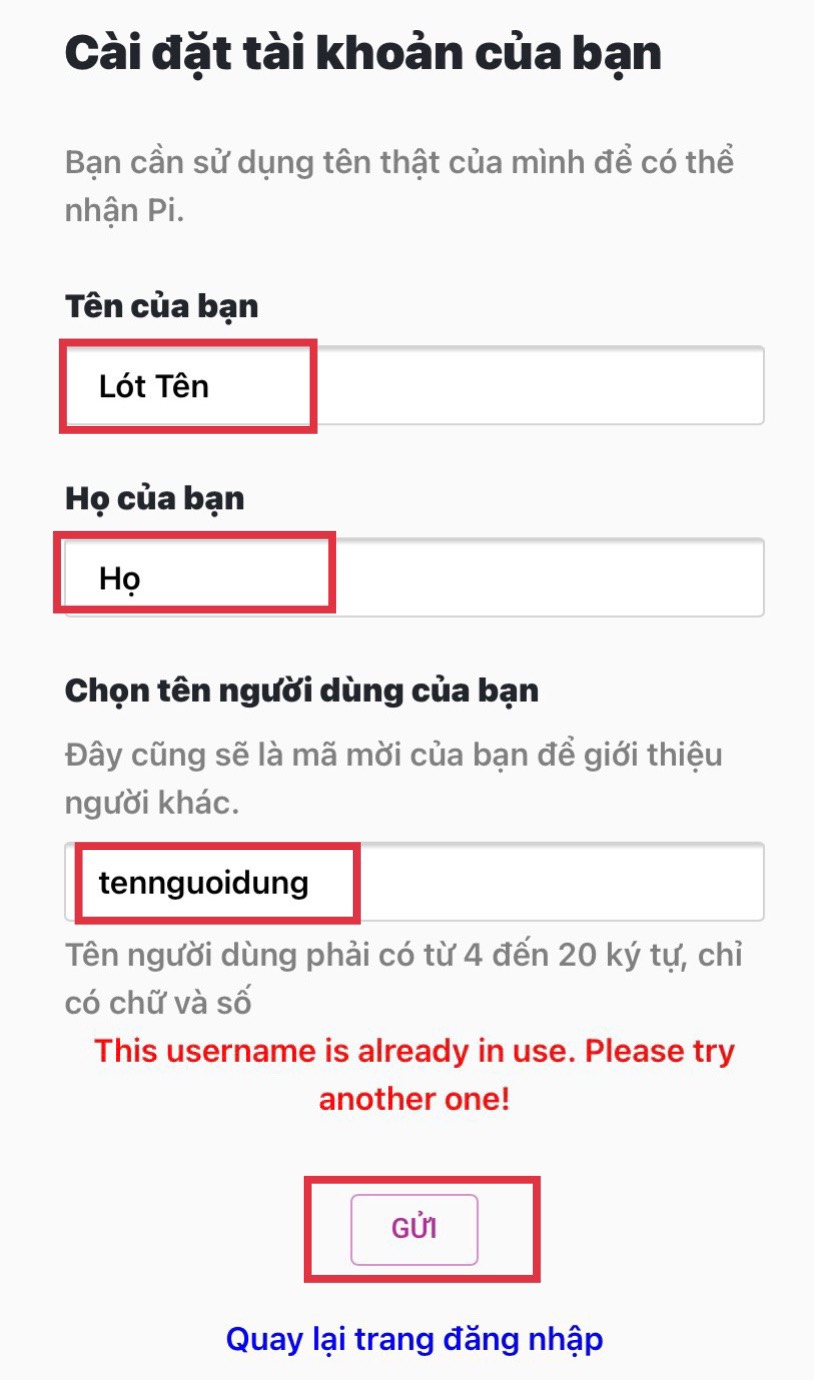 Cài đặt tài khoản của bạn
Bạn cần sử dụng tên thật của mình để có thể
nhận Pi.
Tên của bạn
Lót Tên
Họ của bạn
Họ
Chọn tên người dùng của bạn
Đây cũng sẽ là mã mời của bạn để giới thiệu
người khác.
tennguoidung
Tên người dùng phải có từ 4 đến 20 ký tự, chỉ
có chữ và số
This username is already in use. Please try
another one!
GỬI
Quay lại trang đăng nhập